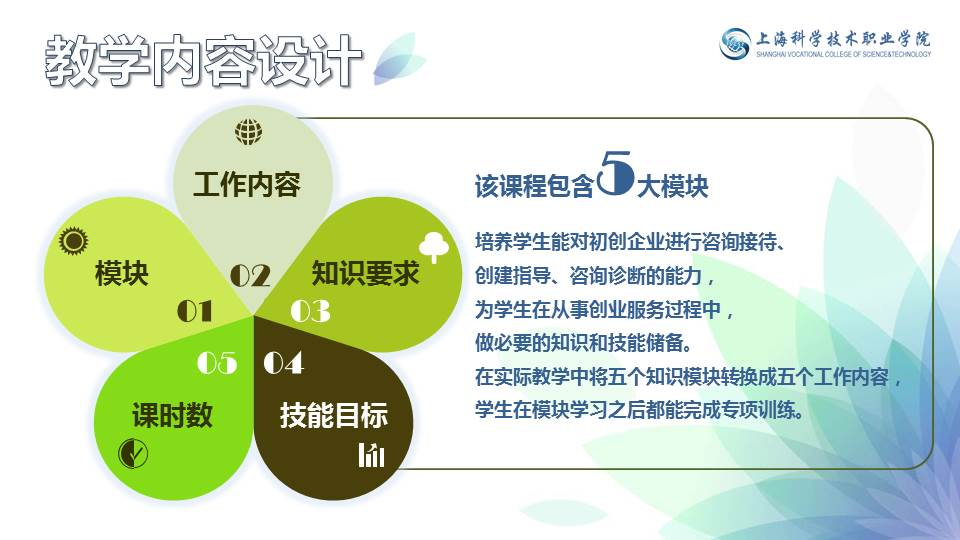 教学内容设计
上海科学技术职业学院
SHANGHAI VOCATIONAL COLLEGE OF SCIENCE&TECHNOLOGY
工作内容
02
模块
01
知识要求
03
05
课时数
04
技能目标
该课程包含5大模块
培养学生能对初创企业进行咨询接待、
创建指导、咨询诊断的能力，
为学生在从事创业服务过程中，
做必要的知识和技能储备。
在实际教学中将五个知识模块转换成五个工作内容，
学生在模块学习之后都能完成专项训练。